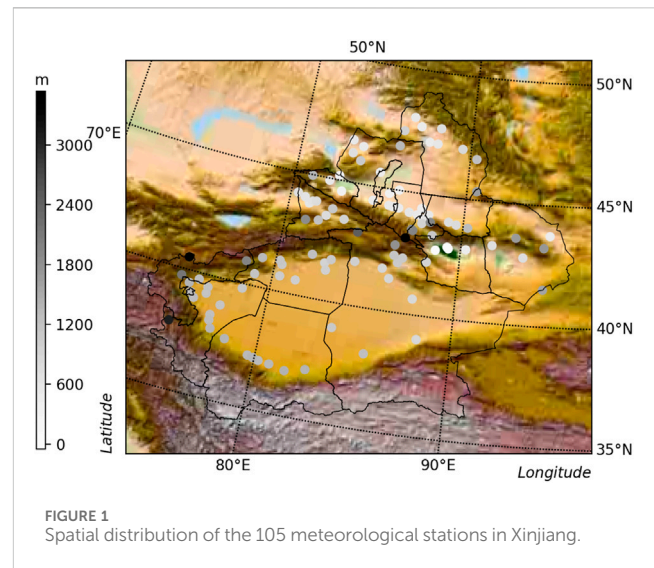 50°N
m
50°N
3000
70°E
2400
45°N
1800
1200
40°N
600
0
Latitude
35°N
80°E
90°E
Longitude
FIGURE 1
Spatial distribution of the 105 meteorological stations in Xinjiang.